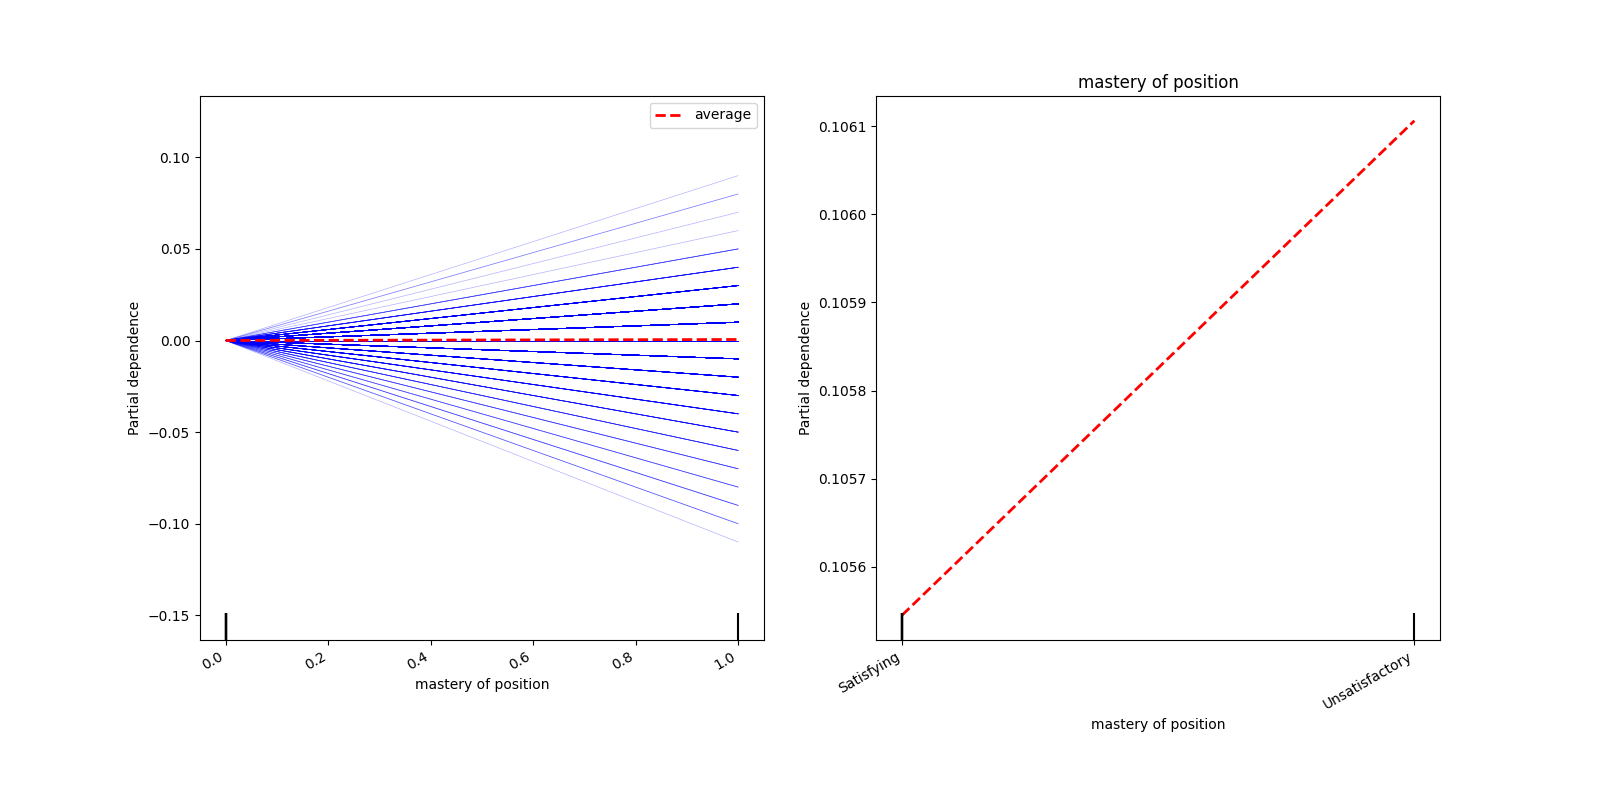 average
0.10
0.05
0.00
−0.05
−0.10
−0.15
Partial dependence
0.0
0.2
0.4
0.6
0.8
1.0
mastery of position
mastery of position
0.1061
0.1060
0.1059
0.1058
0.1057
0.1056
Partial dependence
Satisfying
Unsatisfactory
mastery of position